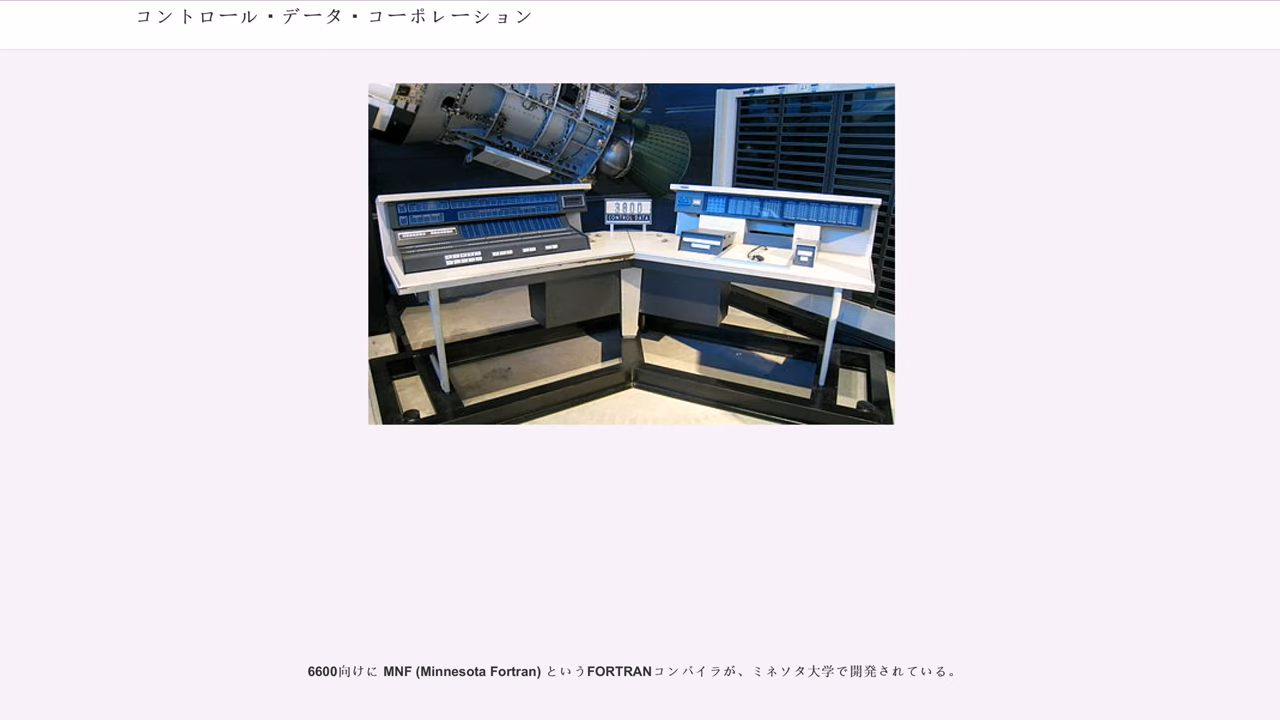 コントロール・データ・コーポレーション
3800
CONTROL DATA
6600向けに MNF (Minnesota Fortran) というFORTRANコンパイラが、ミネソタ大学で開発されている。